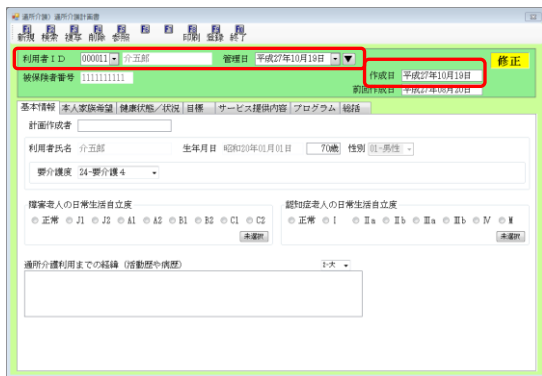 通所介護) 通所介護計画書
新規 検索 複写 削除 参照 印刷 登録 終了
利用者ID 000011 介五郎 管理日 平成27年10月19日 ▼ 修正
被保険者番号 1111111111 作成日 平成27年10月19日
前回作成日 平成27年08月20日
基本情報 本人家族希望 健康状態/状況 目標 サービス提供内容 プログラム 総括
計画作成者
利用者氏名 介五郎 生年月日 昭和20年01月01日 70歳 性別 01-男性
要介護度 24-要介護4
障害老人の日常生活自立度 認知症老人の日常生活自立度
正常 J1 J2 A1 A2 B1 B2 C1 C2 正常 Ⅰ Ⅱa Ⅱb Ⅲa Ⅲb Ⅳ M
未選択 未選択
通所介護利用までの経緯 (活動歴や病歴) 1-大